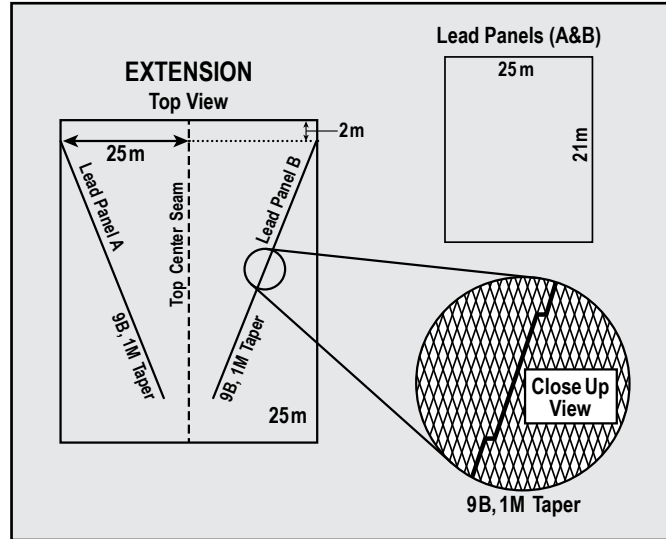 EXTENSION
Top View
25m
2m
Lead Panel A
9B, 1M Taper
Top Center Seam
Lead Panel B
9B, 1M Taper
25m
Lead Panels (A&B)
25m
21m
Close Up
View
9B, 1M Taper